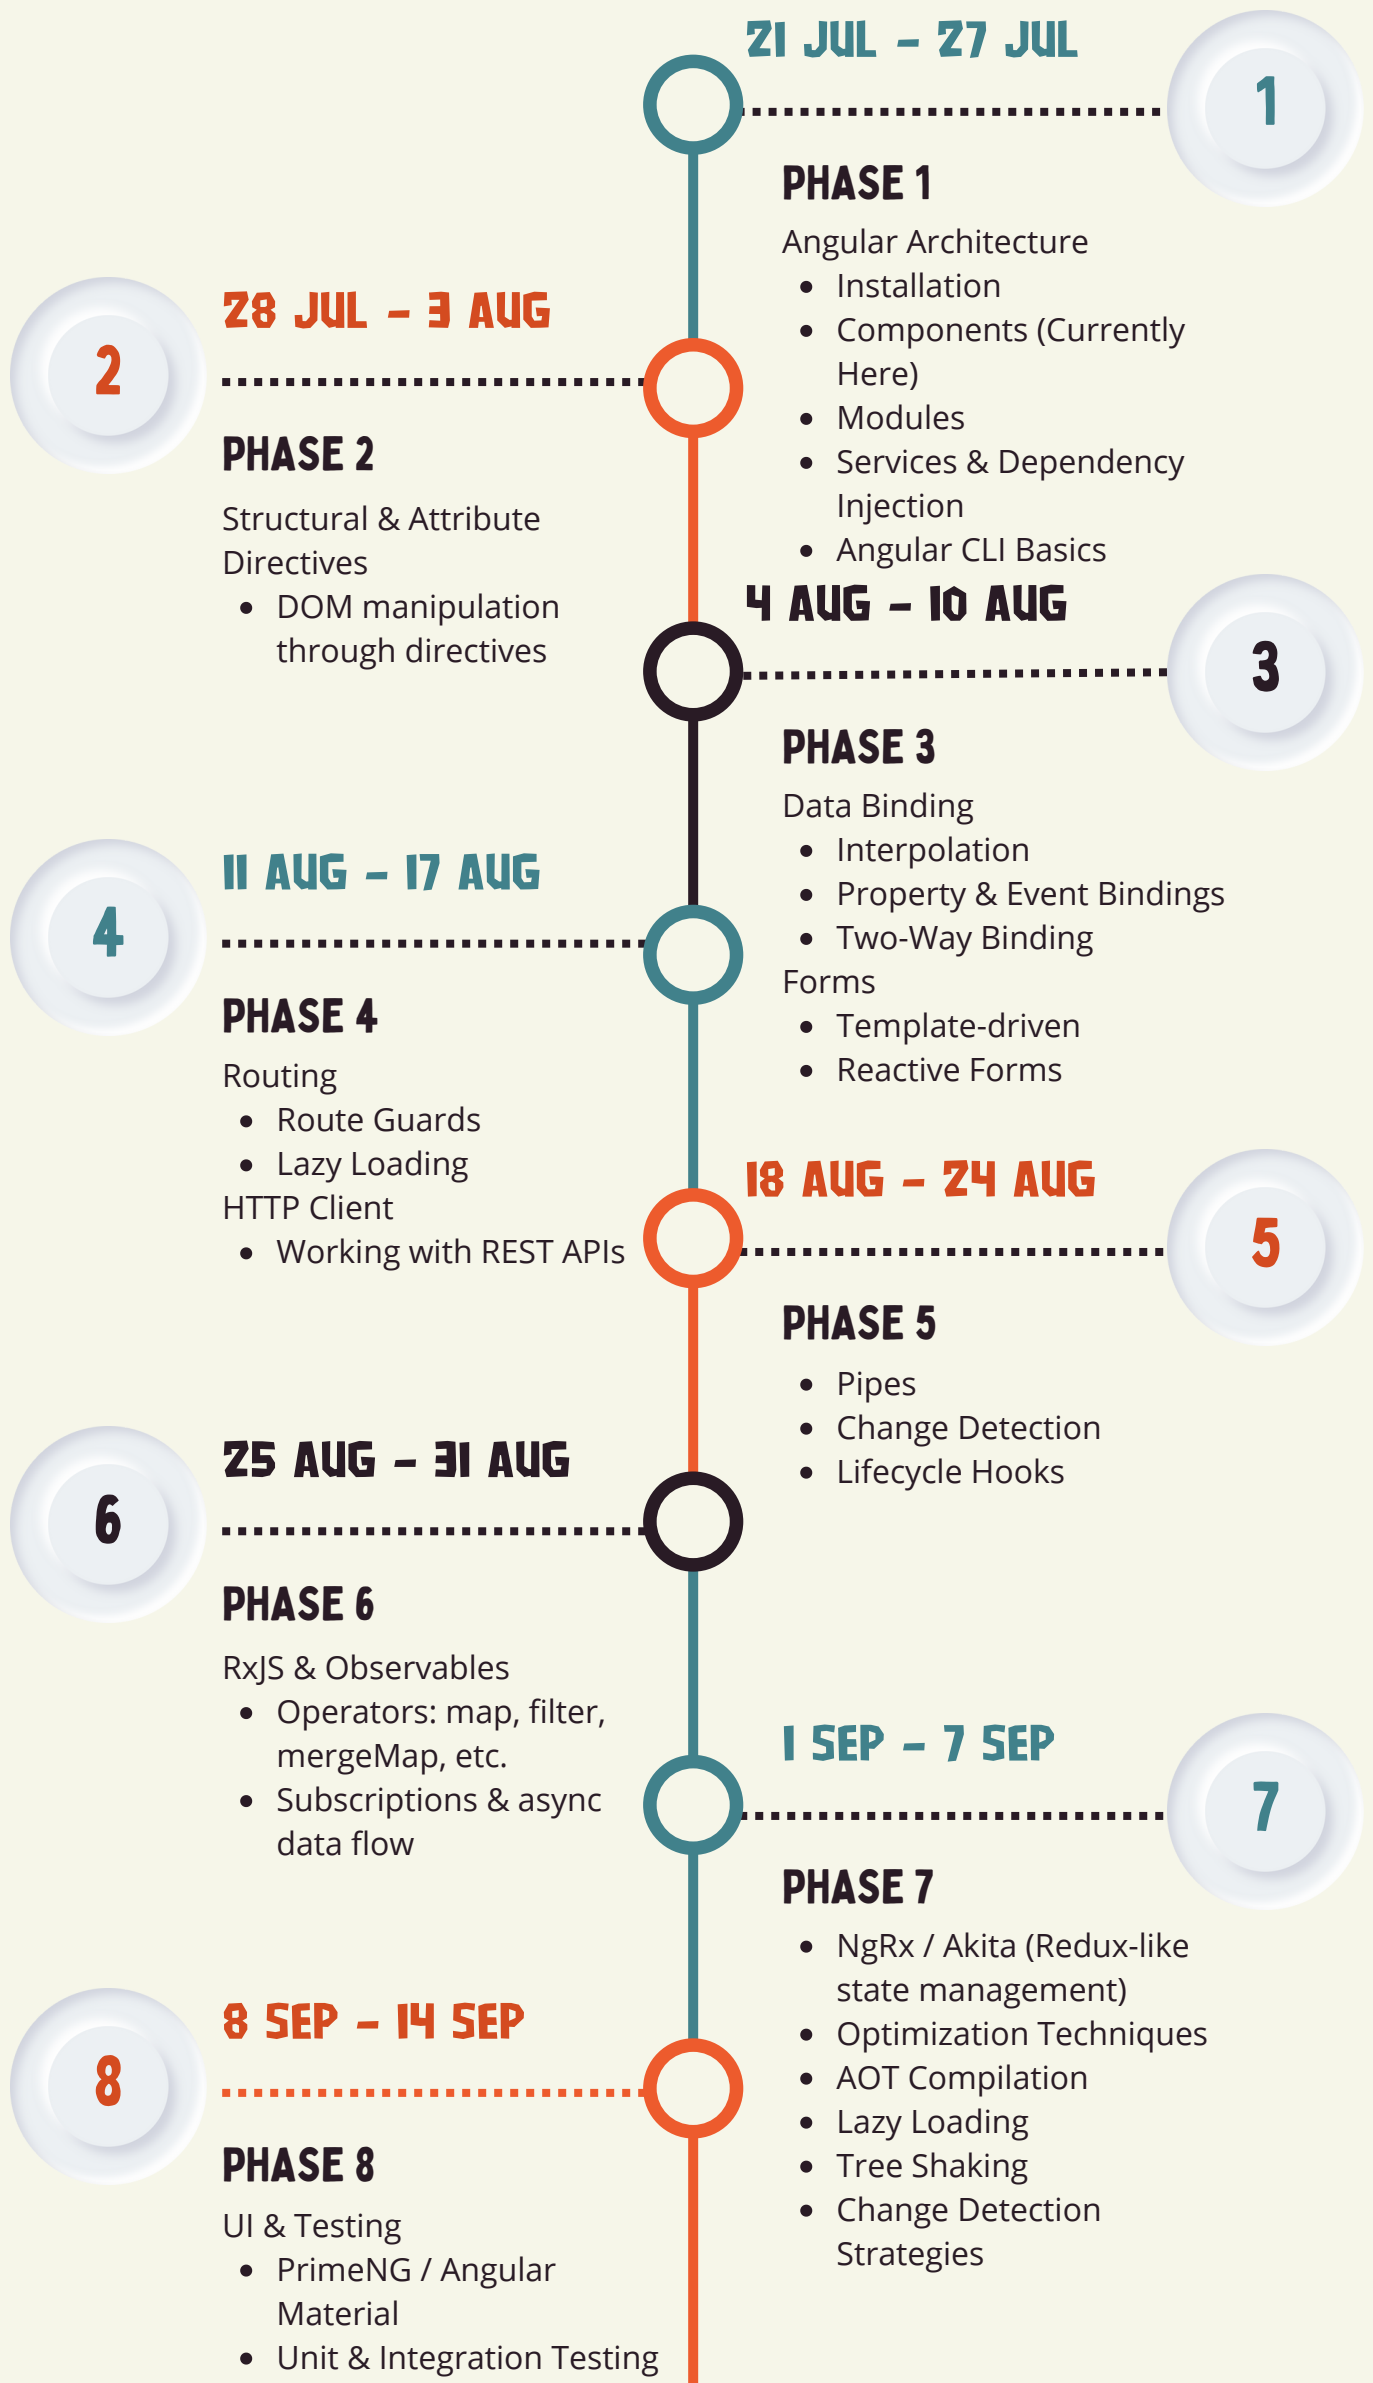 21 JUL – 27 JUL
1
PHASE 1
Angular Architecture
• Installation
• Components (Currently
Here)
• Modules
• Services & Dependency
Injection
• Angular CLI Basics
28 JUL – 3 AUG
2
PHASE 2
Structural & Attribute
Directives
• DOM manipulation
through directives
4 AUG – 10 AUG
3
PHASE 3
Data Binding
• Interpolation
• Property & Event Bindings
• Two-Way Binding
Forms
• Template-driven
• Reactive Forms
11 AUG – 17 AUG
4
PHASE 4
Routing
• Route Guards
• Lazy Loading
HTTP Client
• Working with REST APIs
18 AUG – 24 AUG
5
PHASE 5
• Pipes
• Change Detection
• Lifecycle Hooks
25 AUG – 31 AUG
6
PHASE 6
RxJS & Observables
• Operators: map, filter,
mergeMap, etc.
• Subscriptions & async
data flow
1 SEP – 7 SEP
7
PHASE 7
• NgRx / Akita (Redux-like
state management)
• Optimization Techniques
• AOT Compilation
• Lazy Loading
• Tree Shaking
• Change Detection
Strategies
8 SEP – 14 SEP
8
PHASE 8
UI & Testing
• PrimeNG / Angular
Material
• Unit & Integration Testing